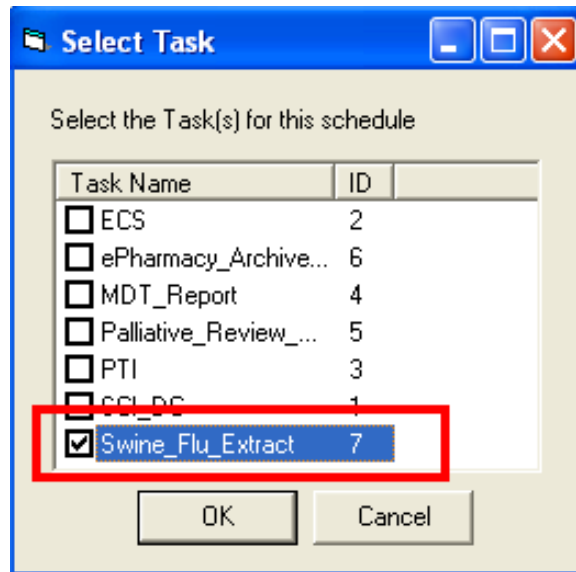 Select Task
Select the Task(s) for this schedule
Task Name ID
ECS 2
ePharmacy_Archive... 6
MDT_Report 4
Palliative_Review_... 5
PTI 3
SCI_DC 1
Swine_Flu_Extract 7
OK Cancel